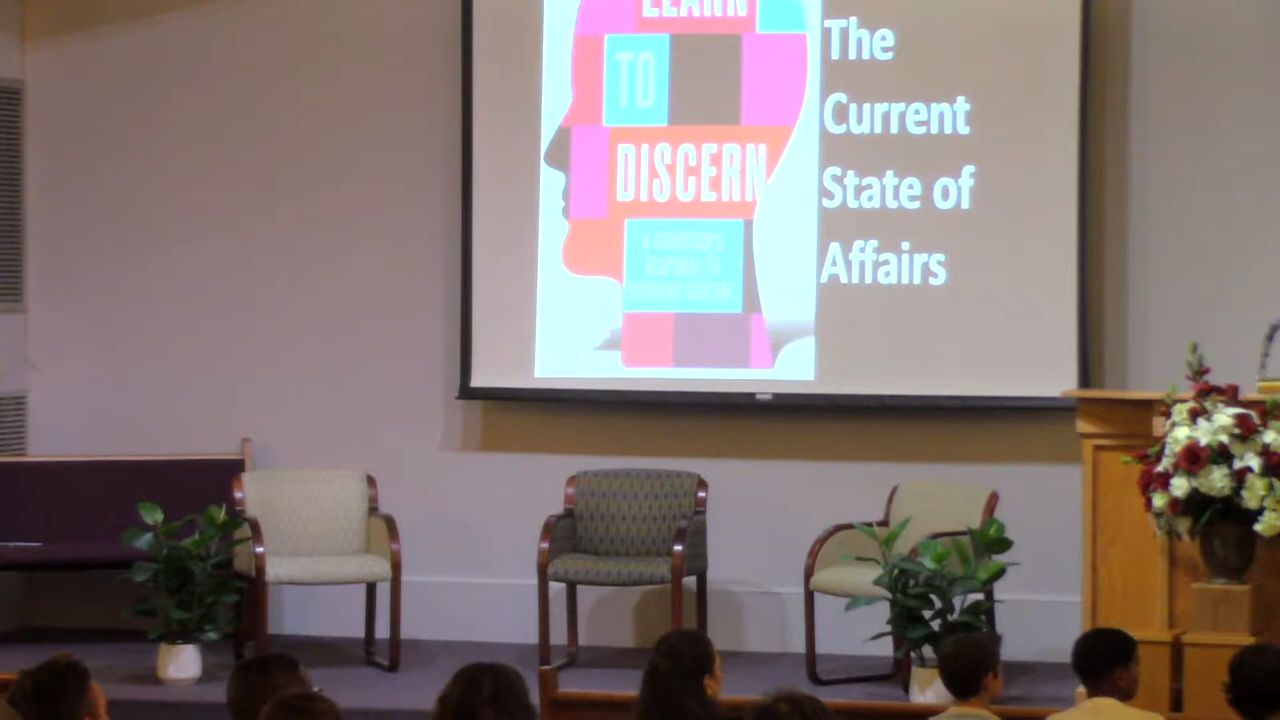 LEARN
TO
DISCERN
The
Current
State of
Affairs